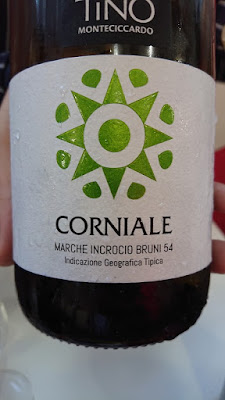 TiNO
MONTECICCARDO
CORNIALE
MARCHE INCROCIO BRUNI 54
Indicazione Geografica Tipica